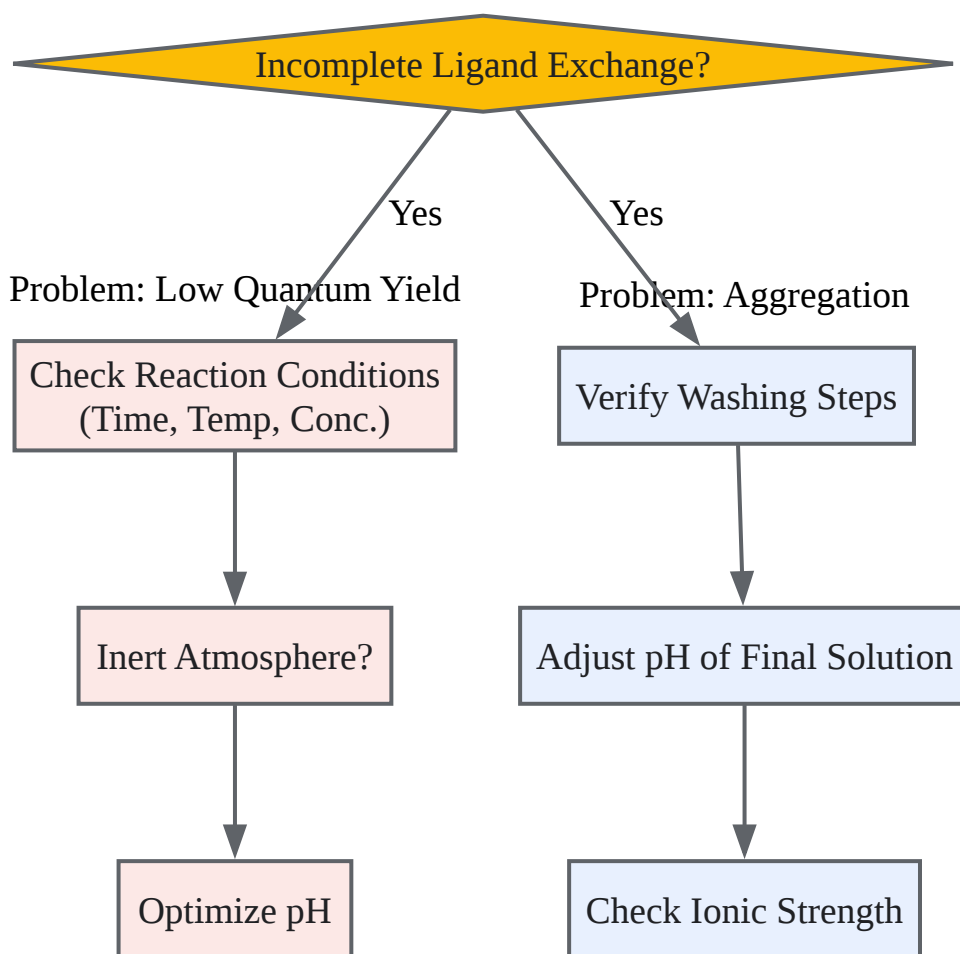 Incomplete Ligand Exchange?
Yes
Yes
Problem: Low Quantum Yield
Problem: Aggregation
Check Reaction Conditions
(Time, Temp, Conc.)
Verify Washing Steps
Inert Atmosphere?
Adjust pH of Final Solution
Optimize pH
Check Ionic Strength